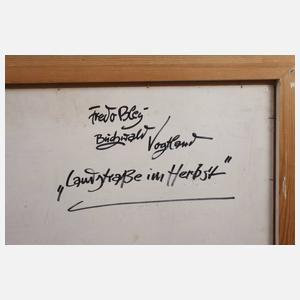 Fredo Bley
Buchwald Vogtland
„Landstraße im Herbst"